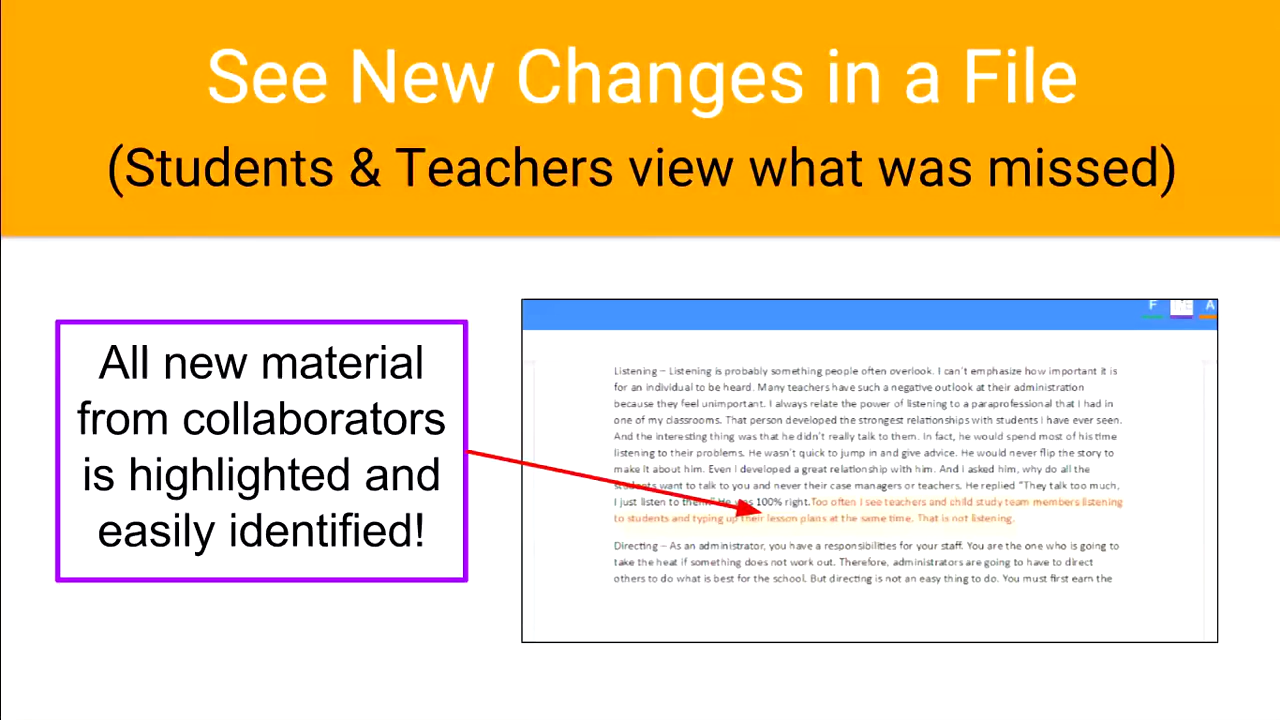 See New Changes in a File
(Students & Teachers view what was missed)
All new material
from collaborators
is highlighted and
easily identified!
F
A
Listening – Listening is probably something people often overlook. I can't emphasize how important it is
for an individual to be heard. Many teachers have such a negative outlook at their administration
because they feel unimportant. I always relate the power of listening to a paraprofessional that I had in
one of my classrooms. That person developed the strongest relationships with students I have ever seen.
And the interesting thing was that he didn't really talk to them. In fact, he would spend most of his time
listening to their problems. He wasn't quick to jump in and give advice. He would never flip the story to
make it about him. Even I developed a great relationship with him. And I asked him, why do all the
students want to talk to you and never their case managers or teachers. He replied "They talk too much,
I just listen to them." He was 100% right.Too often I see teachers and child study team members listening
to students and typing up their lesson plans at the same time. That is not listening.
Directing – As an administrator, you have a responsibilities for your staff. You are the one who is going to
take the heat if something does not work out. Therefore, administrators are going to have to direct
others to do what is best for the school. But directing is not an easy thing to do. You must first earn the